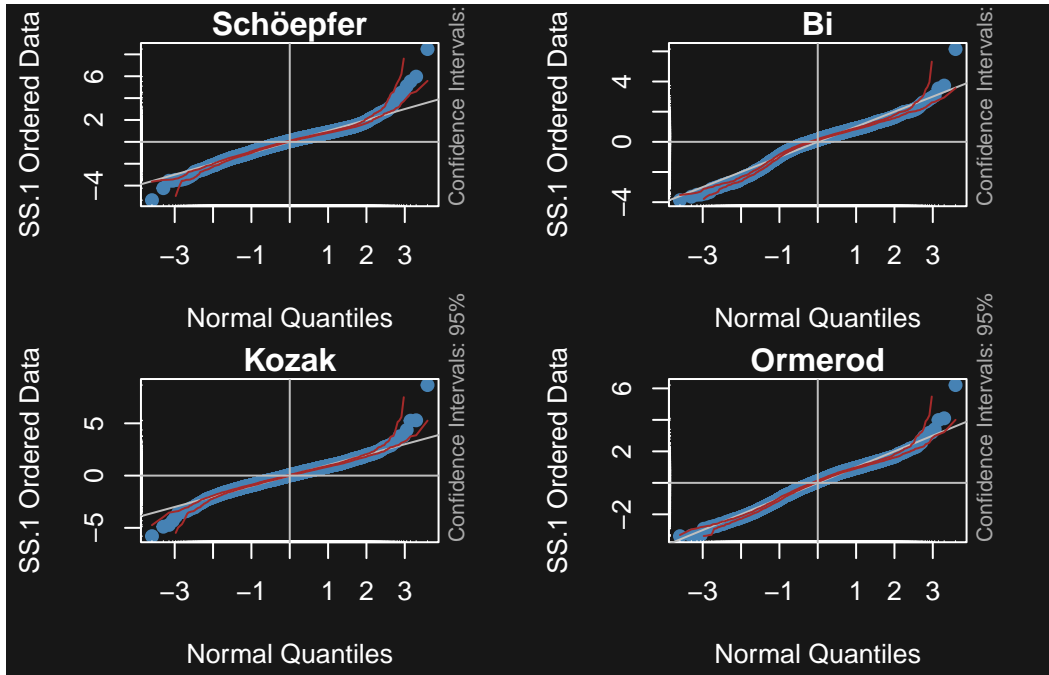 Schöepfer
SS.1 Ordered Data
6
2
−4
−3
−1
1
2
3
Normal Quantiles
Confidence Intervals:
Bi
SS.1 Ordered Data
4
0
−4
−3
−1
1
2
3
Normal Quantiles
Confidence Intervals:
Kozak
SS.1 Ordered Data
5
0
−5
−3
−1
1
2
3
Normal Quantiles
Confidence Intervals: 95%
Ormerod
SS.1 Ordered Data
6
2
−2
−3
−1
1
2
3
Normal Quantiles
Confidence Intervals: 95%